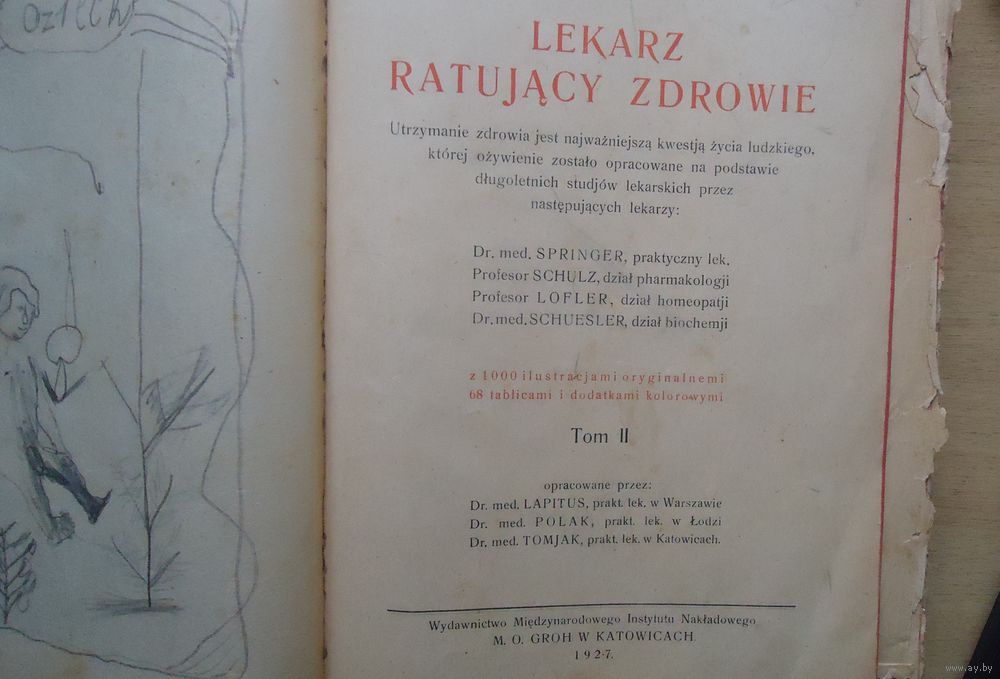 LEKARZ
RATUJĄCY ZDROWIE
Utrzymanie zdrowia jest najważniejszą kwestją życia ludzkiego,
której ożywienie zostało opracowane na podstawie
długoletnich studjów lekarskich przez
następujących lekarzy:
Dr. med. SPRINGER, praktyczny lek.
Profesor SCHULZ, dział pharmakologji
Profesor LOFLER, dział homeopatji
Dr. med. SCHUESLER, dział biochemji
z 1000 ilustracjami oryginalnemi
68 tablicami i dodatkami kolorowymi
Tom II
opracowane przez:
Dr. med. LAPITUS, prakt. lek. w Warszawie
Dr. med. POLAK, prakt. lek. w Łodzi
Dr. med. TOMJAK, prakt. lek. w Katowicach.
Wydawnictwo Międzynarodowego Instytutu Nakładowego
M. O. GROH W KATOWICACH.
1927.
www.ay.by